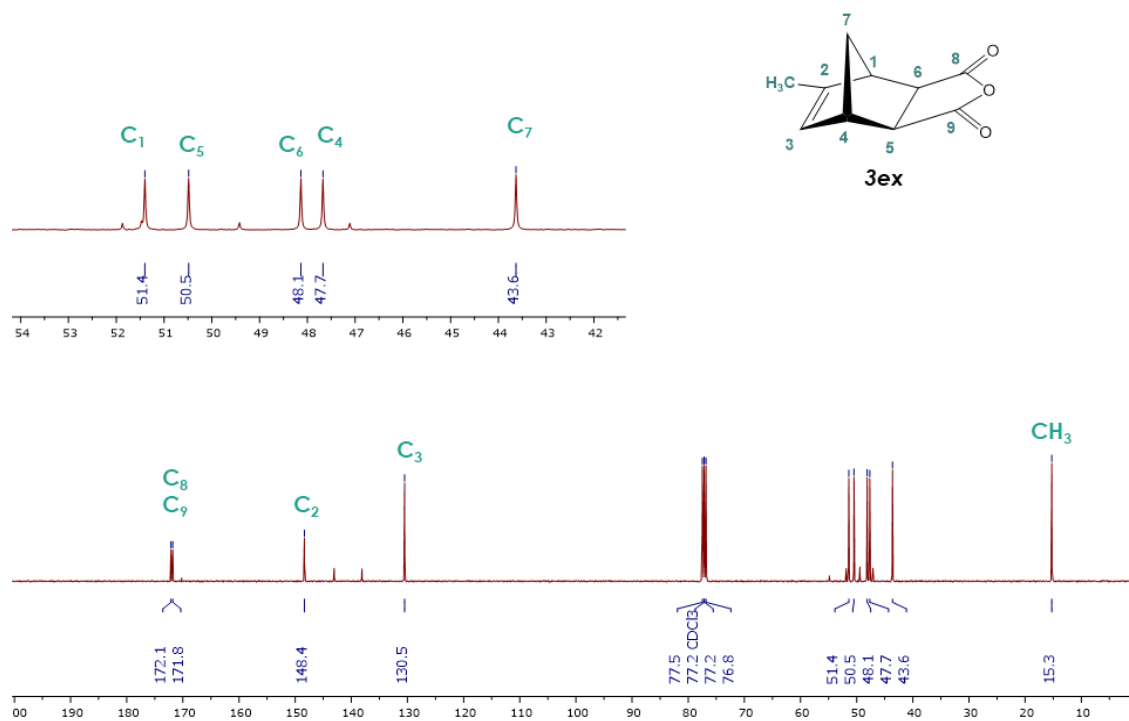 7
8
O
6
1
2
H₃C
O
4
9
O
3
5
3ex
C₁ C₅ C₆ C₄ C₇
51.4 50.5 48.1 47.7 43.6
54 53 52 51 50 49 48 47 46 45 44 43 42
C₈
C₉
C₂
C₃
CH₃
172.1 171.8 148.4 130.5 77.5 77.2 CDCl3 77.2 76.8 51.4 50.5 48.1 47.7 43.6 15.3
00 190 180 170 160 150 140 130 120 110 100 90 80 70 60 50 40 30 20 10